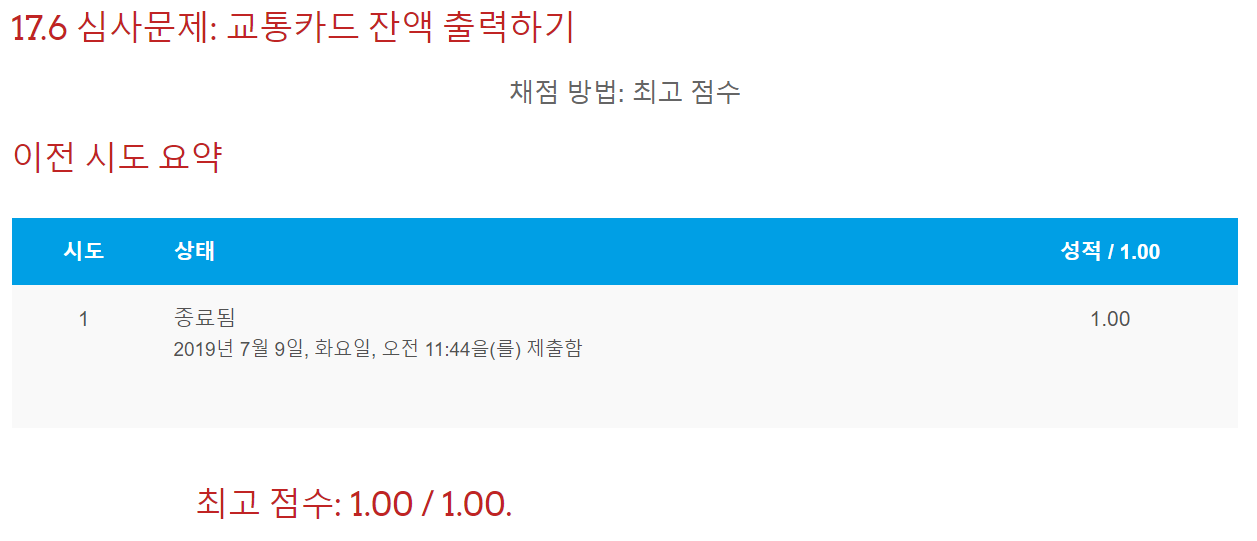 17.6 심사문제: 교통카드 잔액 출력하기
채점 방법: 최고 점수
이전 시도 요약
시도 상태 성적 / 1.00
1 종료됨 1.00
2019년 7월 9일, 화요일, 오전 11:44을(를) 제출함
최고 점수: 1.00 / 1.00.